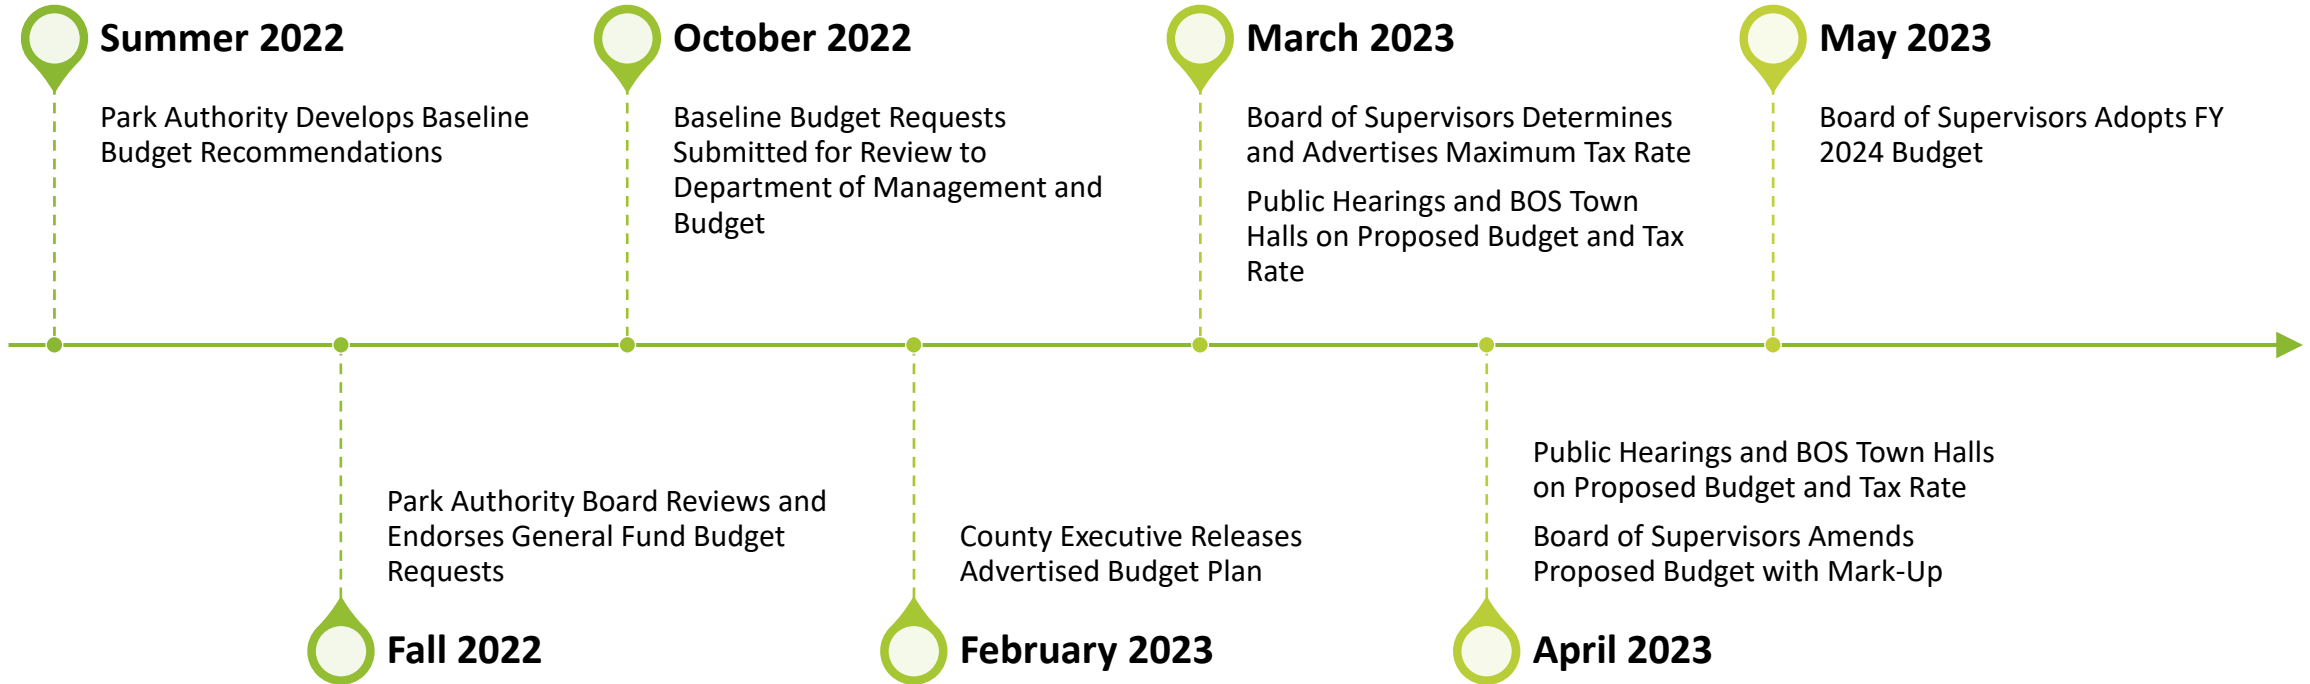 Summer 2022
Park Authority Develops Baseline
Budget Recommendations
October 2022
Baseline Budget Requests
Submitted for Review to
Department of Management and
Budget
March 2023
Board of Supervisors Determines
and Advertises Maximum Tax Rate
Public Hearings and BOS Town
Halls on Proposed Budget and Tax
Rate
May 2023
Board of Supervisors Adopts FY
2024 Budget
Park Authority Board Reviews and
Endorses General Fund Budget
Requests
Fall 2022
County Executive Releases
Advertised Budget Plan
February 2023
Public Hearings and BOS Town Halls
on Proposed Budget and Tax Rate
Board of Supervisors Amends
Proposed Budget with Mark-Up
April 2023